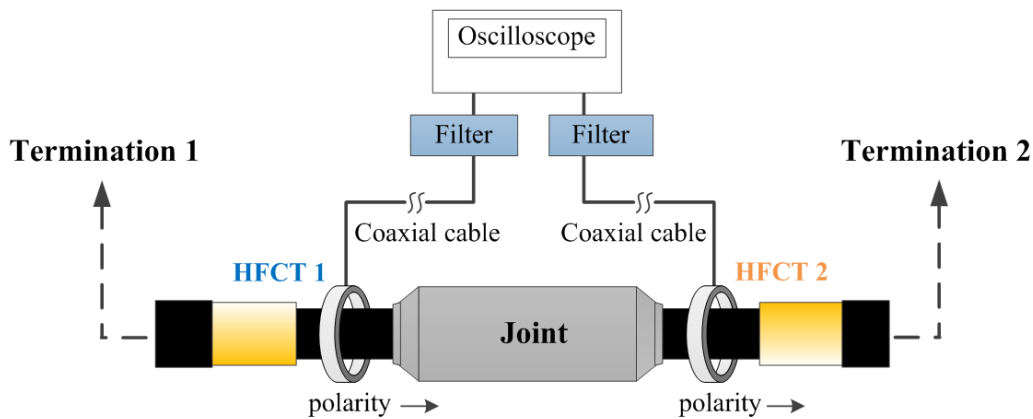 Oscilloscope
Filter
Filter
Termination 1
Termination 2
Coaxial cable
Coaxial cable
HFCT 1
HFCT 2
Joint
polarity
polarity